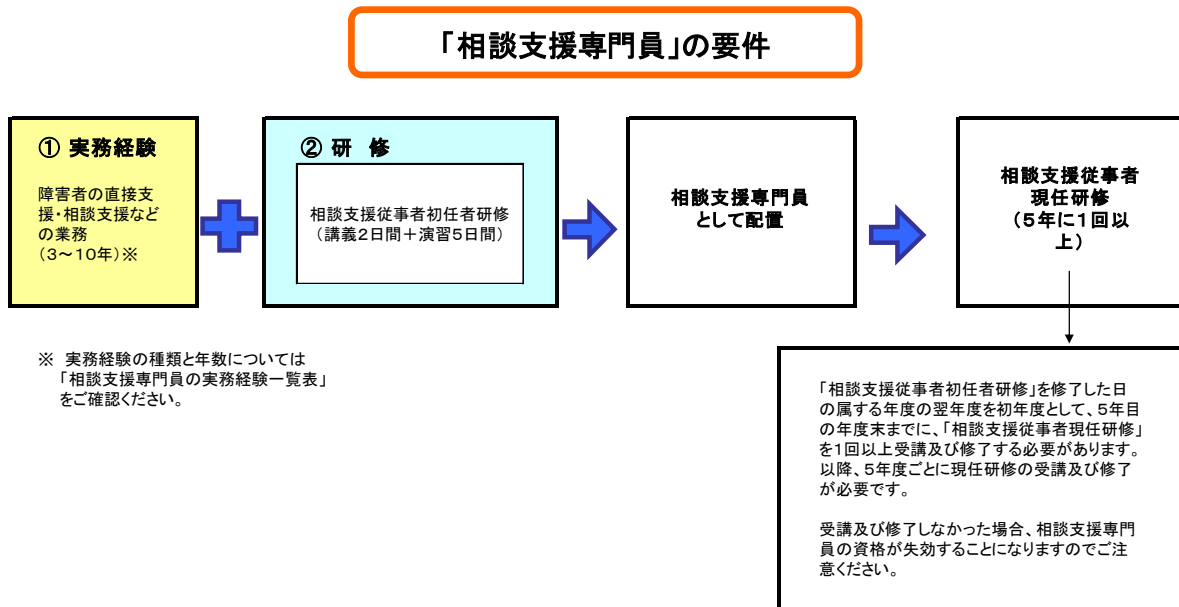 「相談支援専門員」の要件
① 実務経験
障害者の直接支
援・相談支援など
の業務
(3～10年)※
② 研 修
相談支援従事者初任者研修
(講義2日間＋演習5日間)
相談支援専門員
として配置
相談支援従事者
現任研修
(5年に1回以
上)
※ 実務経験の種類と年数については
「相談支援専門員の実務経験一覧表」
をご確認ください。
「相談支援従事者初任者研修」を修了した日
の属する年度の翌年度を初年度として、5年目
の年度末までに、「相談支援従事者現任研修」
を1回以上受講及び修了する必要があります。
以降、5年度ごとに現任研修の受講及び修了
が必要です。
受講及び修了しなかった場合、相談支援専門
員の資格が失効することになりますのでご注
意ください。